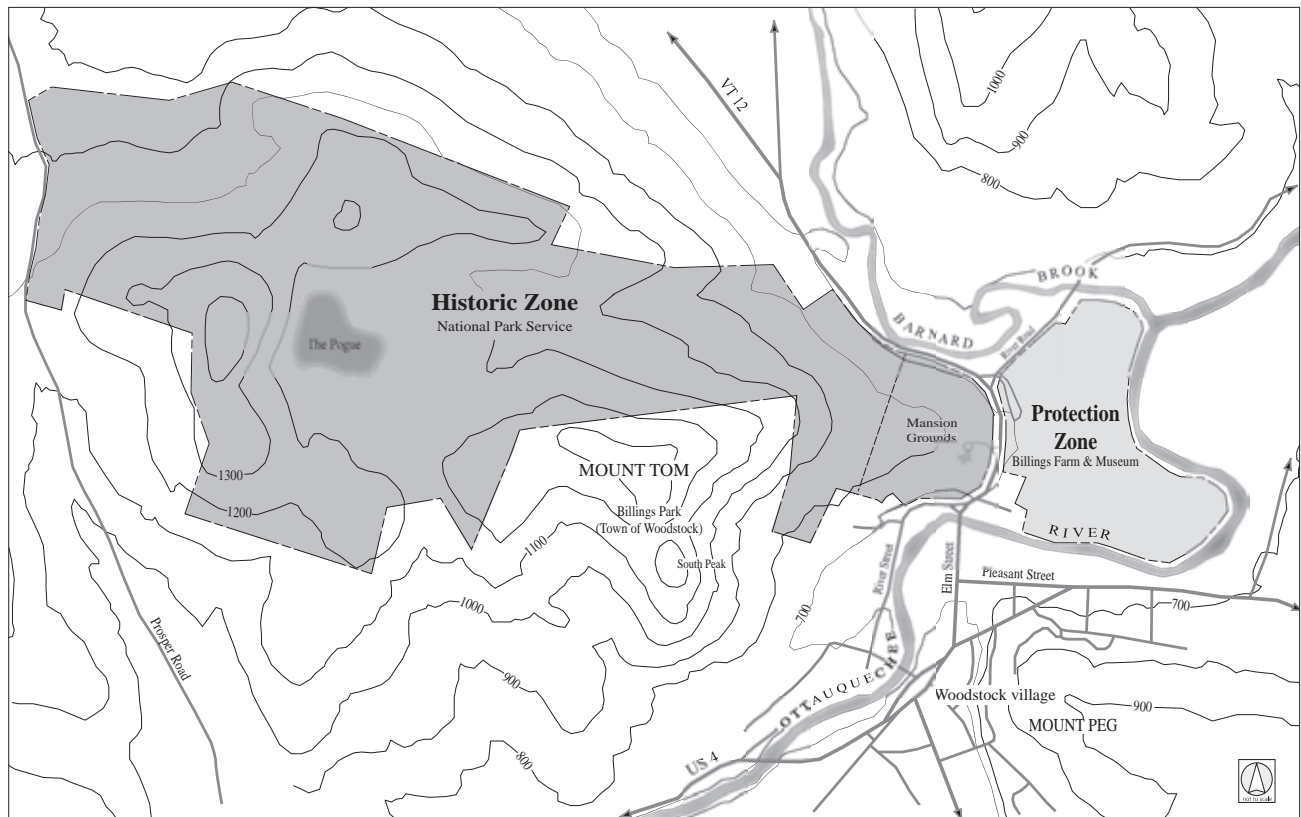 VT 12
1000
900
800
BROOK
BARNARD
River Road
Historic Zone
National Park Service
The Pogue
Mansion
Grounds
Protection
Zone
Billings Farm & Museum
MOUNT TOM
Billings Park
(Town of Woodstock)
South Peak
1300
1200
1100
1000
900
800
700
RIVER
River Street
Elm Street
Pleasant Street
700
Prosper Road
OTTAUQUECHEE
Woodstock village
MOUNT PEG
900
US 4
not to scale